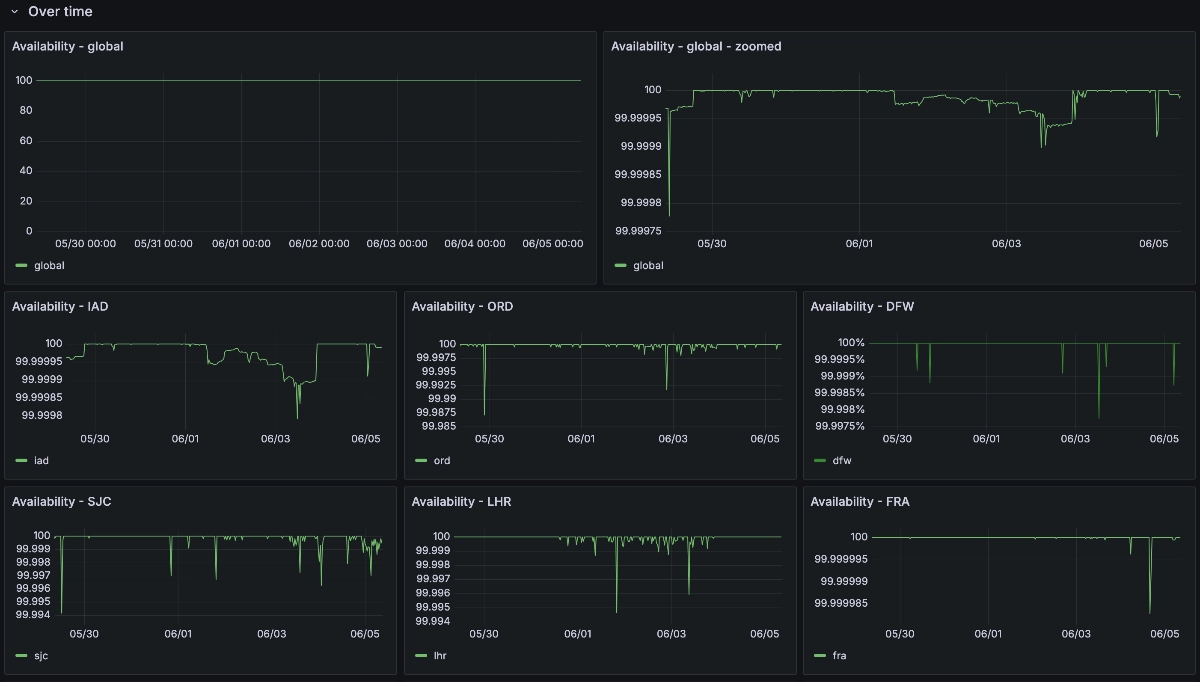 Over time
Availability - global
100
80
60
40
20
0
05/30 00:00 05/31 00:00 06/01 00:00 06/02 00:00 06/03 00:00 06/04 00:00 06/05 00:00
global
Availability - global - zoomed
100
99.99995
99.9999
99.99985
99.9998
99.99975
05/30 06/01 06/03 06/05
global
Availability - IAD
100
99.99995
99.9999
99.99985
99.9998
05/30 06/01 06/03 06/05
iad
Availability - ORD
100
99.9975
99.995
99.9925
99.99
99.9875
99.985
05/30 06/01 06/03 06/05
ord
Availability - DFW
100%
99.9995%
99.999%
99.9985%
99.998%
99.9975%
05/30 06/01 06/03 06/05
dfw
Availability - SJC
100
99.999
99.998
99.997
99.996
99.995
99.994
05/30 06/01 06/03 06/05
sjc
Availability - LHR
100
99.999
99.998
99.997
99.996
99.995
99.994
05/30 06/01 06/03 06/05
lhr
Availability - FRA
100
99.999995
99.99999
99.999985
05/30 06/01 06/03 06/05
fra